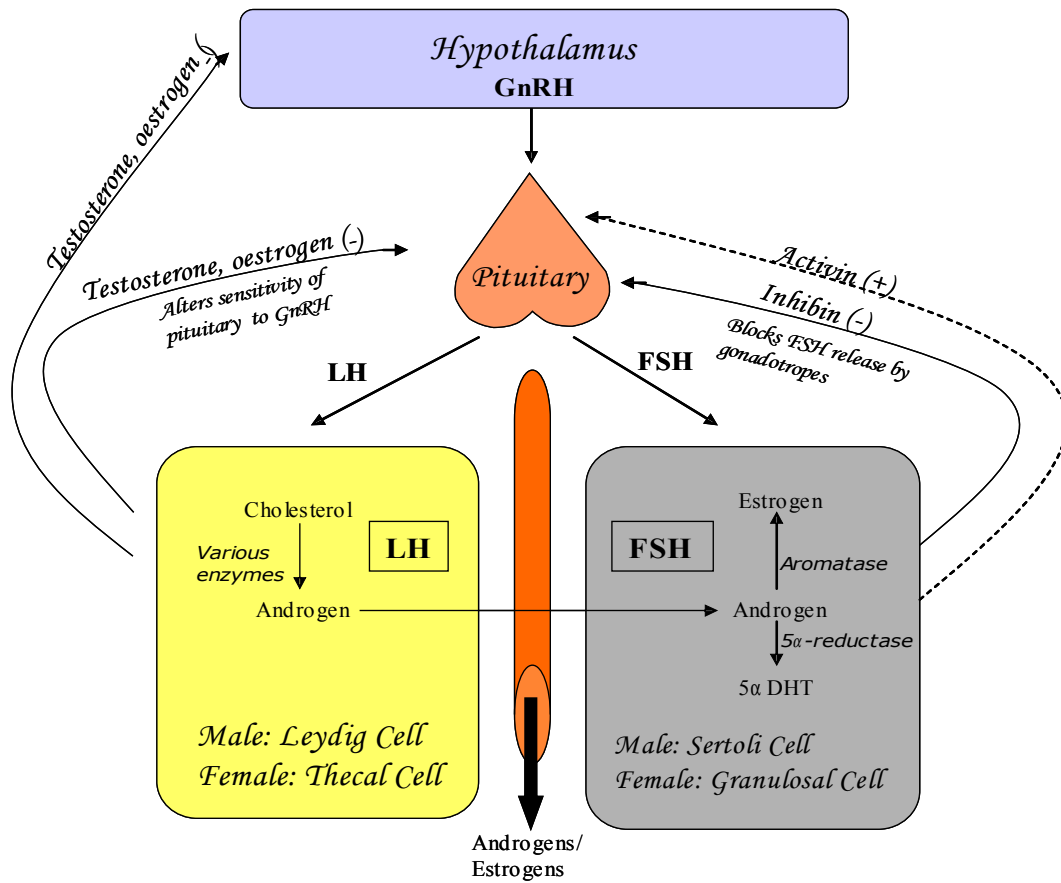 Hypothalamus
GnRH
Testosterone, oestrogen (-)
Testosterone, oestrogen (-)
Alters sensitivity of
pituitary to GnRH
Pituitary
Activin (+)
Inhibin (-)
Blocks FSH release by
gonadotropes
LH
FSH
Cholesterol
Various
enzymes
LH
Androgen
Male: Leydig Cell
Female: Thecal Cell
Estrogen
FSH
Aromatase
Androgen
5α-reductase
5α DHT
Male: Sertoli Cell
Female: Granulosal Cell
Androgens/
Estrogens